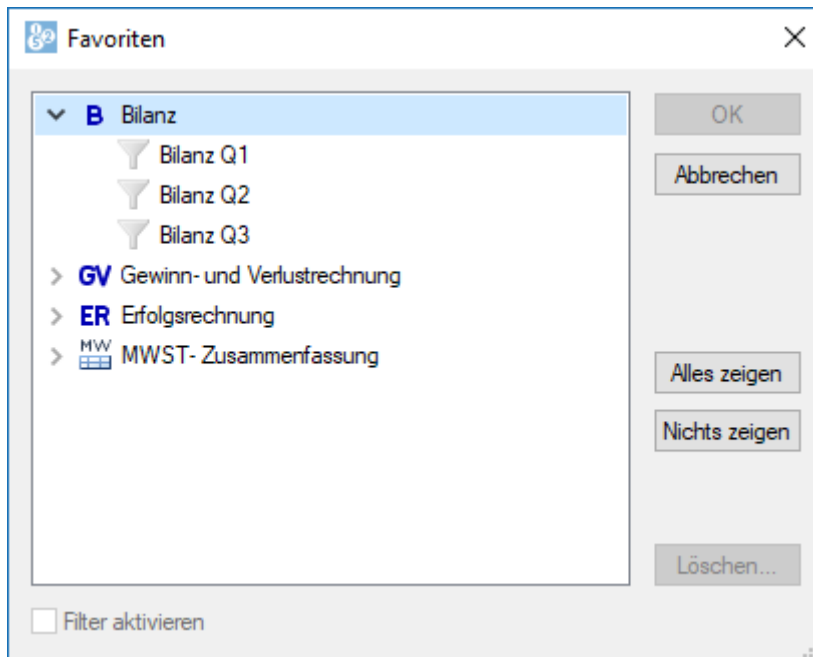 Favoriten
B Bilanz
Bilanz Q1
Bilanz Q2
Bilanz Q3
GV Gewinn- und Verlustrechnung
ER Erfolgsrechnung
MW MWST- Zusammenfassung
OK
Abbrechen
Alles zeigen
Nichts zeigen
Löschen...
Filter aktivieren